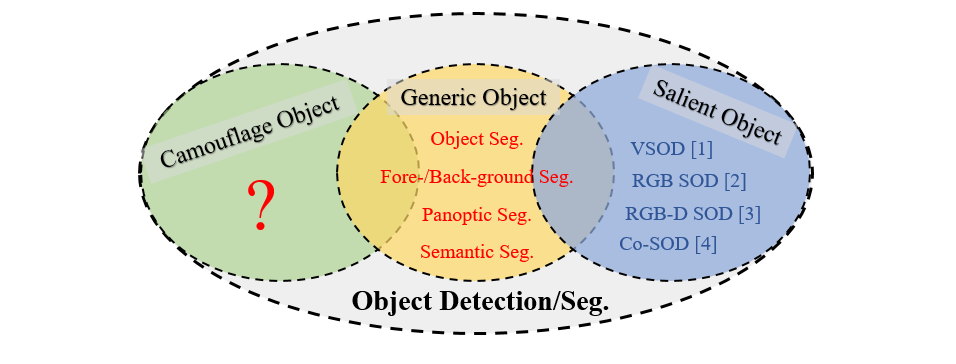 Camouflage Object
?
Generic Object
Object Seg.
Fore-/Back-ground Seg.
Panoptic Seg.
Semantic Seg.
Salient Object
VSOD [1]
RGB SOD [2]
RGB-D SOD [3]
Co-SOD [4]
Object Detection/Seg.